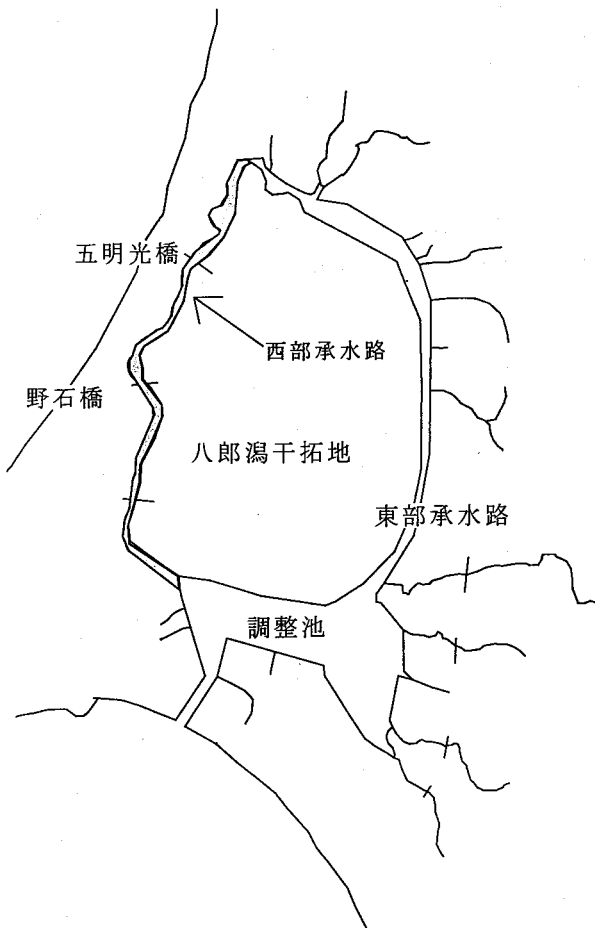 五明光橋
西部承水路
野石橋
八郎潟干拓地
東部承水路
調整池